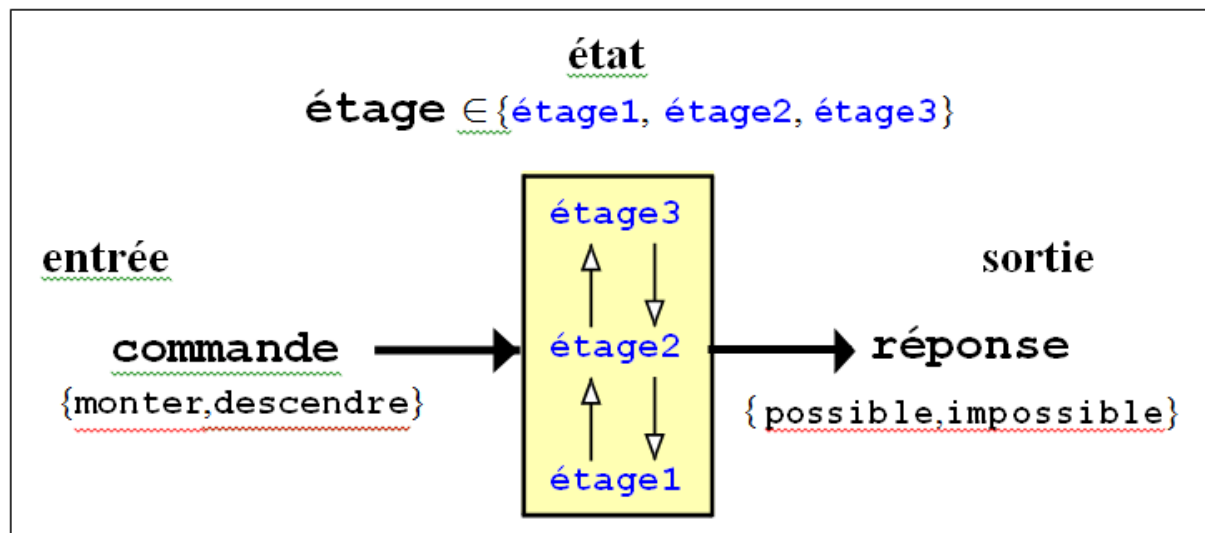 état
étage ∈{étage1, étage2, étage3}
étage3
entrée
sortie
commande
étage2
réponse
{monter,descendre}
{possible,impossible}
étage1